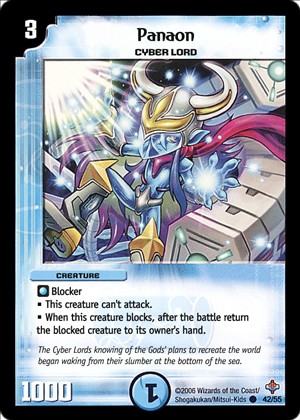 3
Panaon
CYBER LORD
CREATURE
Blocker
▪ This creature can't attack.
▪ When this creature blocks, after the battle return
the blocked creature to its owner's hand.
The Cyber Lords knowing of the Gods' plans to recreate the world
began waking from their slumber at the bottom of the sea.
1000
1
©2006 Wizards of the Coast/
Shogakukan/Mitsui-Kids
42/55